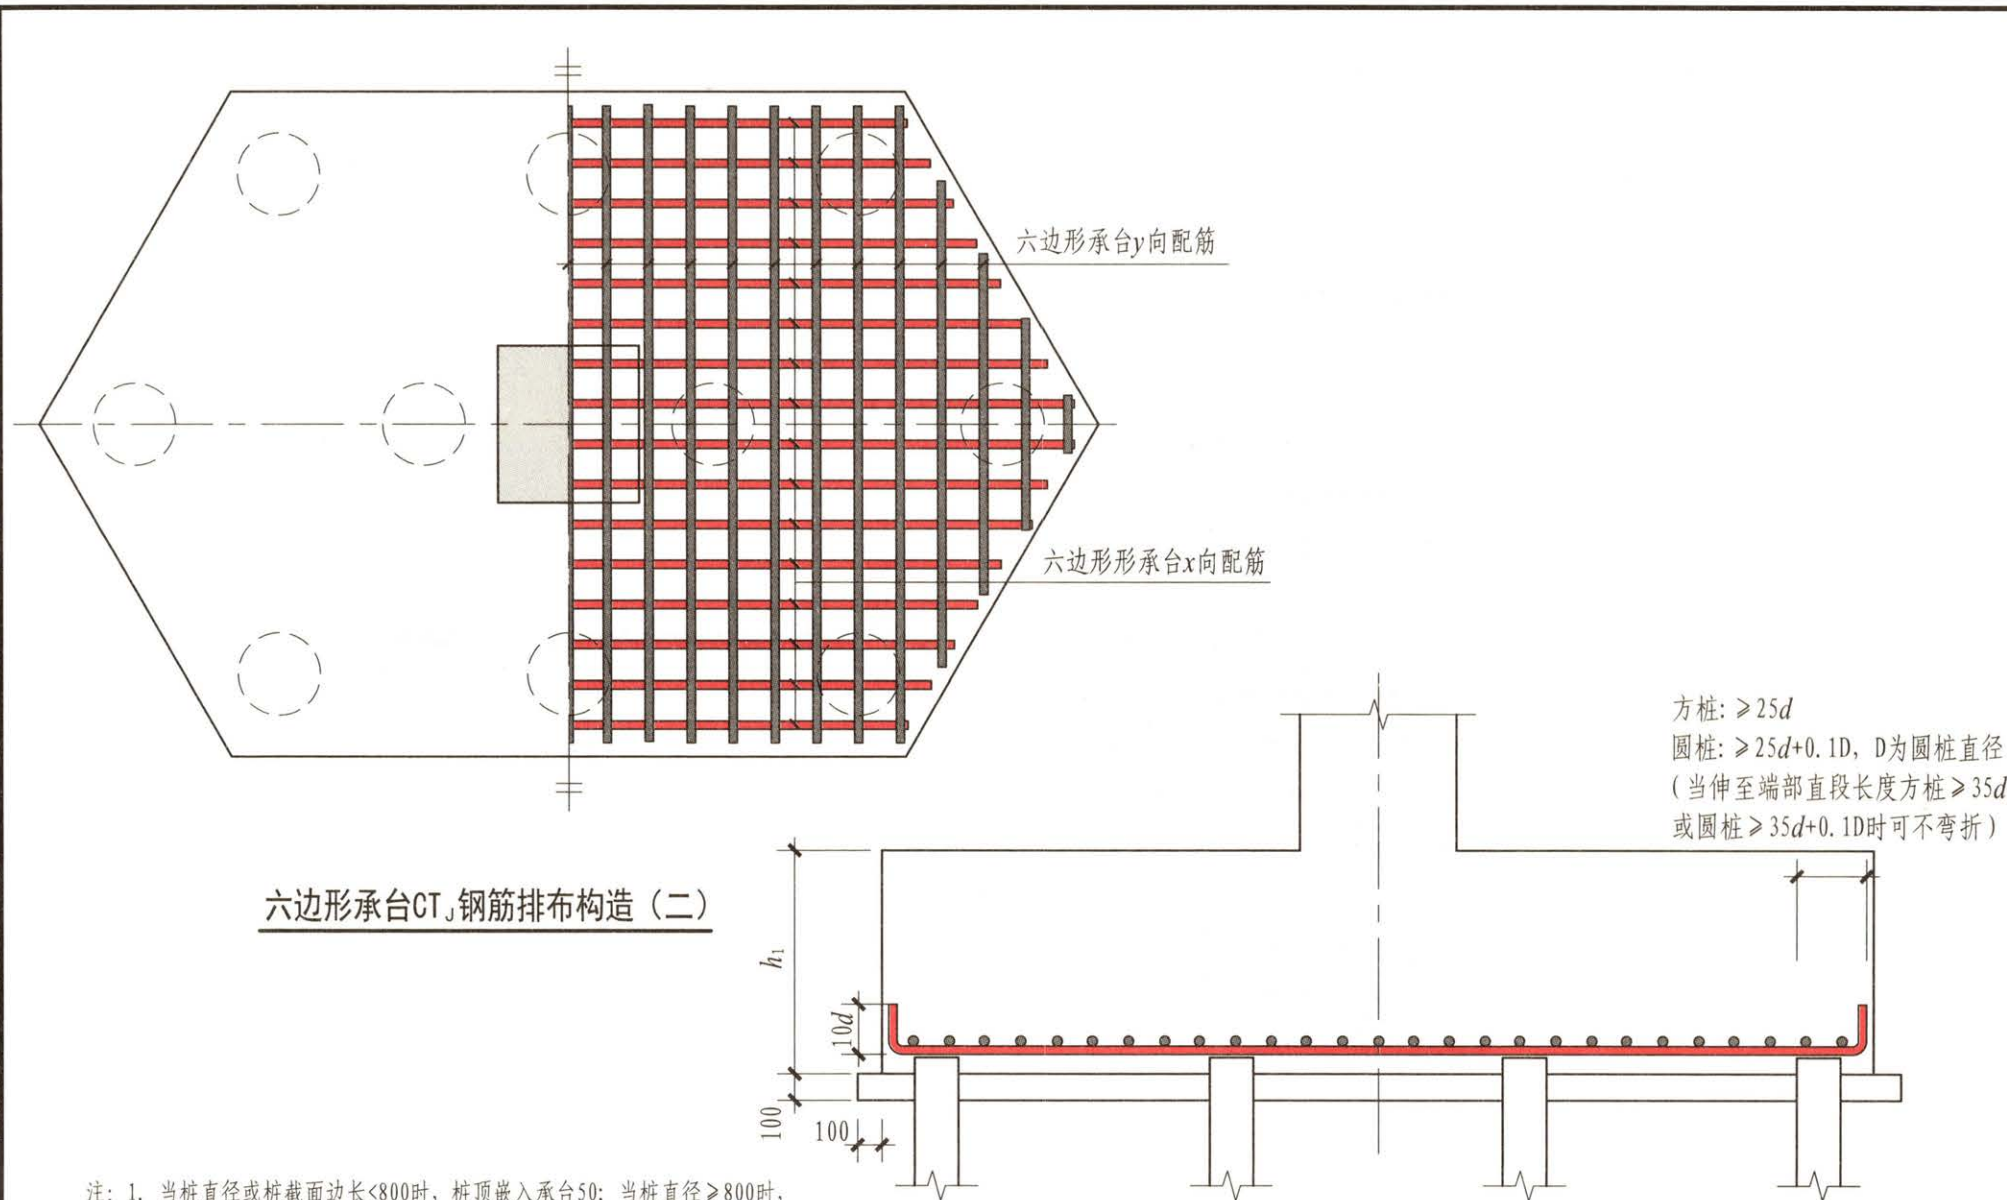 六边形承台y向配筋
六边形形承台x向配筋
方桩: ≥25d
圆桩: ≥25d+0.1D, D为圆桩直径
(当伸至端部直段长度方桩≥35d
或圆桩≥35d+0.1D时可不弯折)
六边形承台CTJ钢筋排布构造（二）
h₁
10d
100
100
注: 1. 当桩直径或桩截面边长<800时, 桩顶嵌入承台50; 当桩直径≥800时,